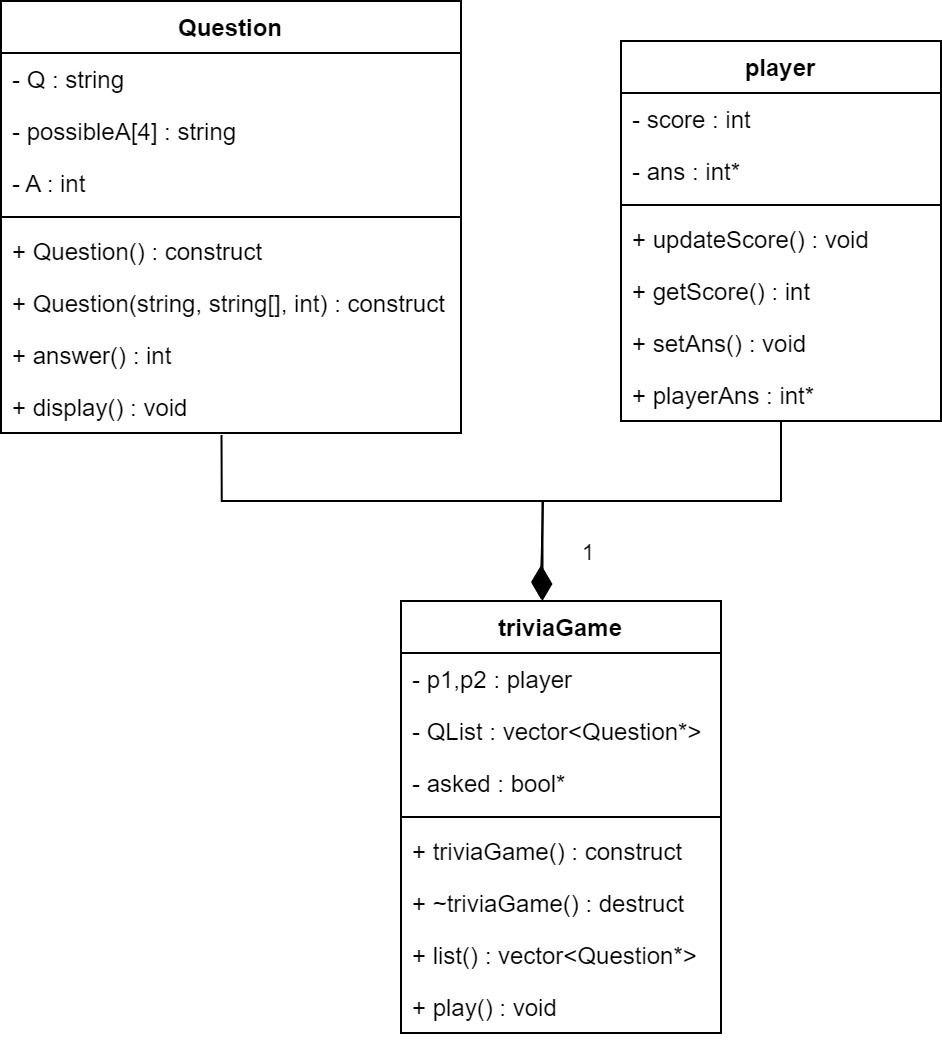 Question
- Q : string
- possibleA[4] : string
- A : int
+ Question() : construct
+ Question(string, string[], int) : construct
+ answer() : int
+ display() : void
player
- score : int
- ans : int*
+ updateScore() : void
+ getScore() : int
+ setAns() : void
+ playerAns : int*
1
triviaGame
- p1,p2 : player
- QList : vector<Question*>
- asked : bool*
+ triviaGame() : construct
+ ~triviaGame() : destruct
+ list() : vector<Question*>
+ play() : void